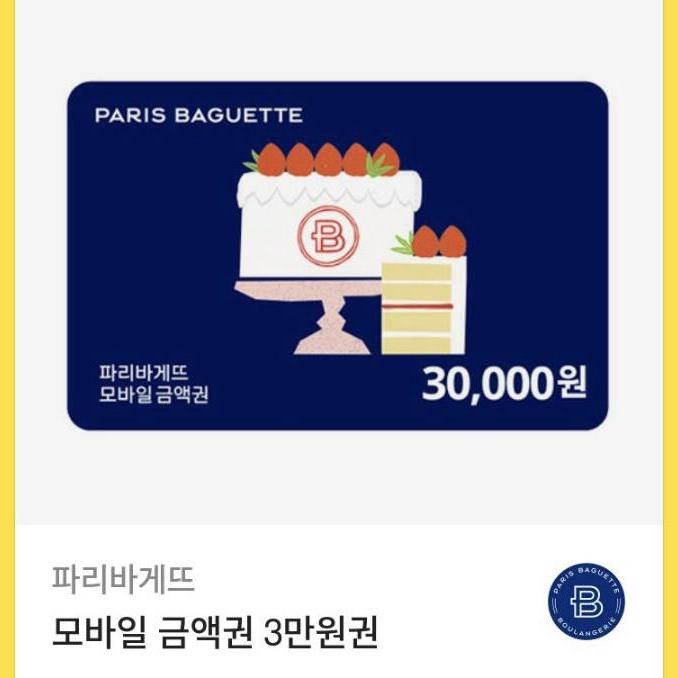 PARIS BAGUETTE
B
파리바게뜨
모바일 금액권
30,000원
파리바게뜨
모바일 금액권 3만원권
PARIS BAGUETTE
B
BOULANGERIE